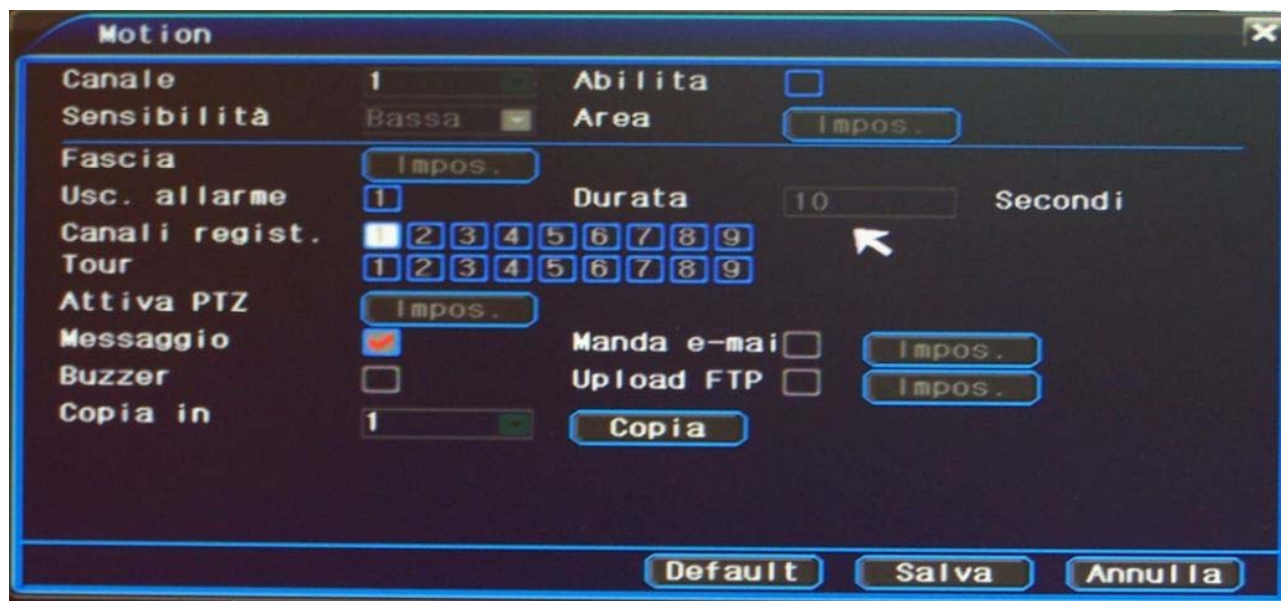 Motion
Canale 1 Abilita
Sensibilità Bassa Area Impos.
Fascia Impos.
Usc. allarme 1 Durata 10 Secondi
Canali regist. 1 2 3 4 5 6 7 8 9
Tour 1 2 3 4 5 6 7 8 9
Attiva PTZ Impos.
Messaggio Manda e-mai Impos.
Buzzer Upload FTP Impos.
Copia in 1 Copia
Default Salva Annulla